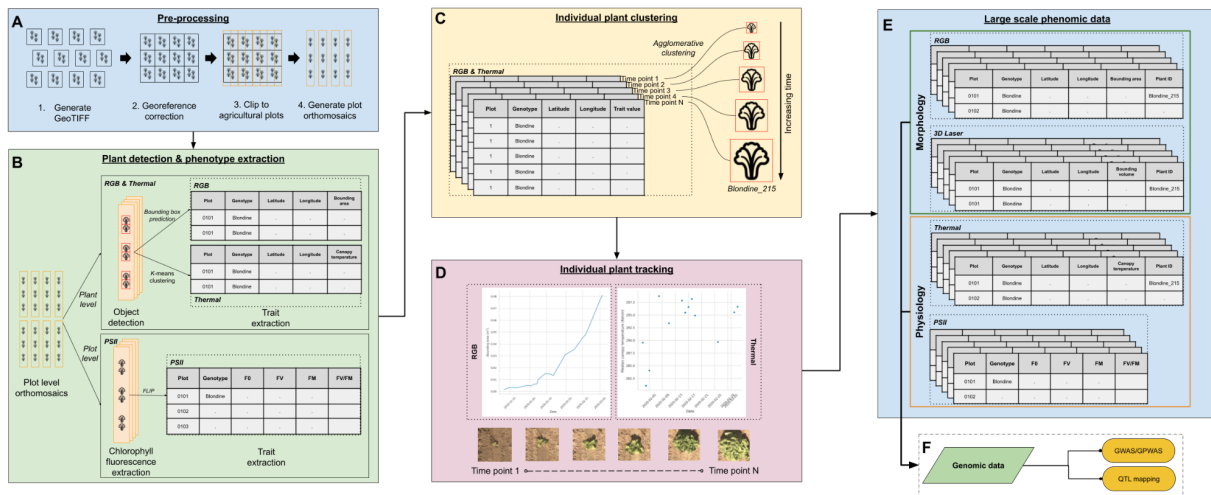 A
Pre-processing
1. Generate
GeoTIFF
2. Georeference
correction
3. Clip to
agricultural plots
4. Generate plot
orthomosaics
B
Plant detection & phenotype extraction
RGB & Thermal
Bounding box
prediction
K-means
clustering
Object
detection
RGB
Plot Genotype Latitude Longitude Bounding area
0101 Blondine . . .
0101 Blondine . . .
Plot Genotype Latitude Longitude Canopy temperature
0101 Blondine . . .
0101 Blondine . . .
Thermal
Trait
extraction
Plant
level
Plot
level
Plot level
orthomosaics
PSII
FLIP
Chlorophyll
fluorescence
extraction
PSII
Plot Genotype F0 FV FM FV/FM
0101 Blondine . . . .
0102 . . . . .
0103 . . . . .
Trait
extraction
C
Individual plant clustering
Agglomerative
clustering
RGB & Thermal
Time point 1
Time point 2
Time point 3
Time point 4
Time point N
Plot Genotype Latitude Longitude Trait value
1 Blondine . . .
1 Blondine . . .
1 Blondine . . .
1 Blondine . . .
1 Blondine . . .
Increasing time
Blondine_215
D
Individual plant tracking
RGB
Date
Thermal
Date
Time point 1
Time point N
E
Large scale phenomic data
Morphology
RGB
Plot Genotype Latitude Longitude Bounding area Plant ID
0101 Blondine . . . Blondine_215
0102 Blondine . . .
3D Laser
Plot Genotype Latitude Longitude Bounding volume Plant ID
0101 Blondine . . . Blondine_215
0101 Blondine . . .
Physiology
Thermal
Plot Genotype Latitude Longitude Canopy temperature Plant ID
0101 Blondine . . . Blondine_215
0102 Blondine . . .
PSII
Plot Genotype F0 FV FM FV/FM
0101 Blondine . . . .
0102 . . . .
F
Genomic data
GWAS/GPWAS
QTL mapping